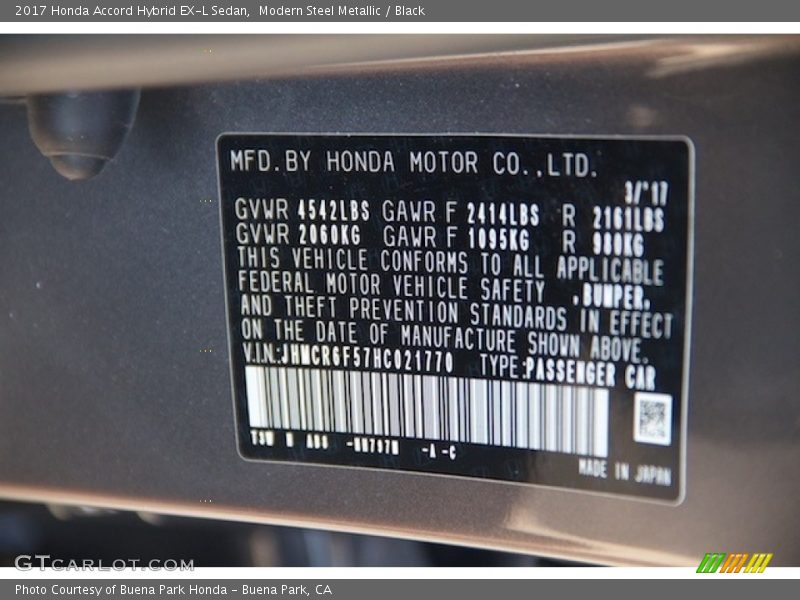 2017 Honda Accord Hybrid EX-L Sedan,  Modern Steel Metallic / Black
MFD.BY HONDA MOTOR CO.,LTD.
3/'17
GVWR 4542LBS GAWR F 2414LBS R 2161LBS
GVWR 2060KG GAWR F 1095KG R 980KG
THIS VEHICLE CONFORMS TO ALL APPLICABLE
FEDERAL MOTOR VEHICLE SAFETY ,BUMPER,
AND THEFT PREVENTION STANDARDS IN EFFECT
ON THE DATE OF MANUFACTURE SHOWN ABOVE.
V.I.N:JHMCR6F57HC021770 TYPE:PASSENGER CAR
-A -C
MADE IN JAPAN
GTCARLOT.COM
Photo Courtesy of Buena Park Honda – Buena Park, CA